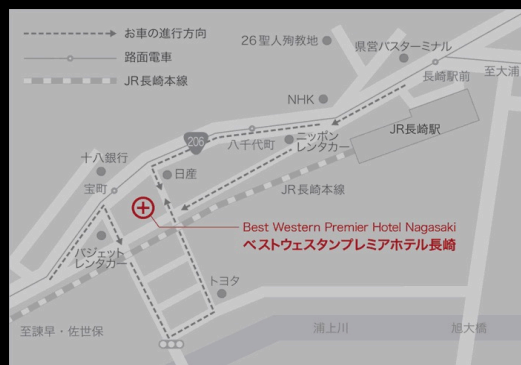 お車の進行方向
路面電車
JR長崎本線
26聖人殉教地
県営バスターミナル
長崎駅前
至大浦
NHK
JR長崎駅
ニッポン
レンタカー
八千代町
206
十八銀行
日産
宝町
JR長崎本線
Best Western Premier Hotel Nagasaki
ベストウェスタンプレミアホテル長崎
バジェット
レンタカー
トヨタ
至諫早・佐世保
浦上川
旭大橋